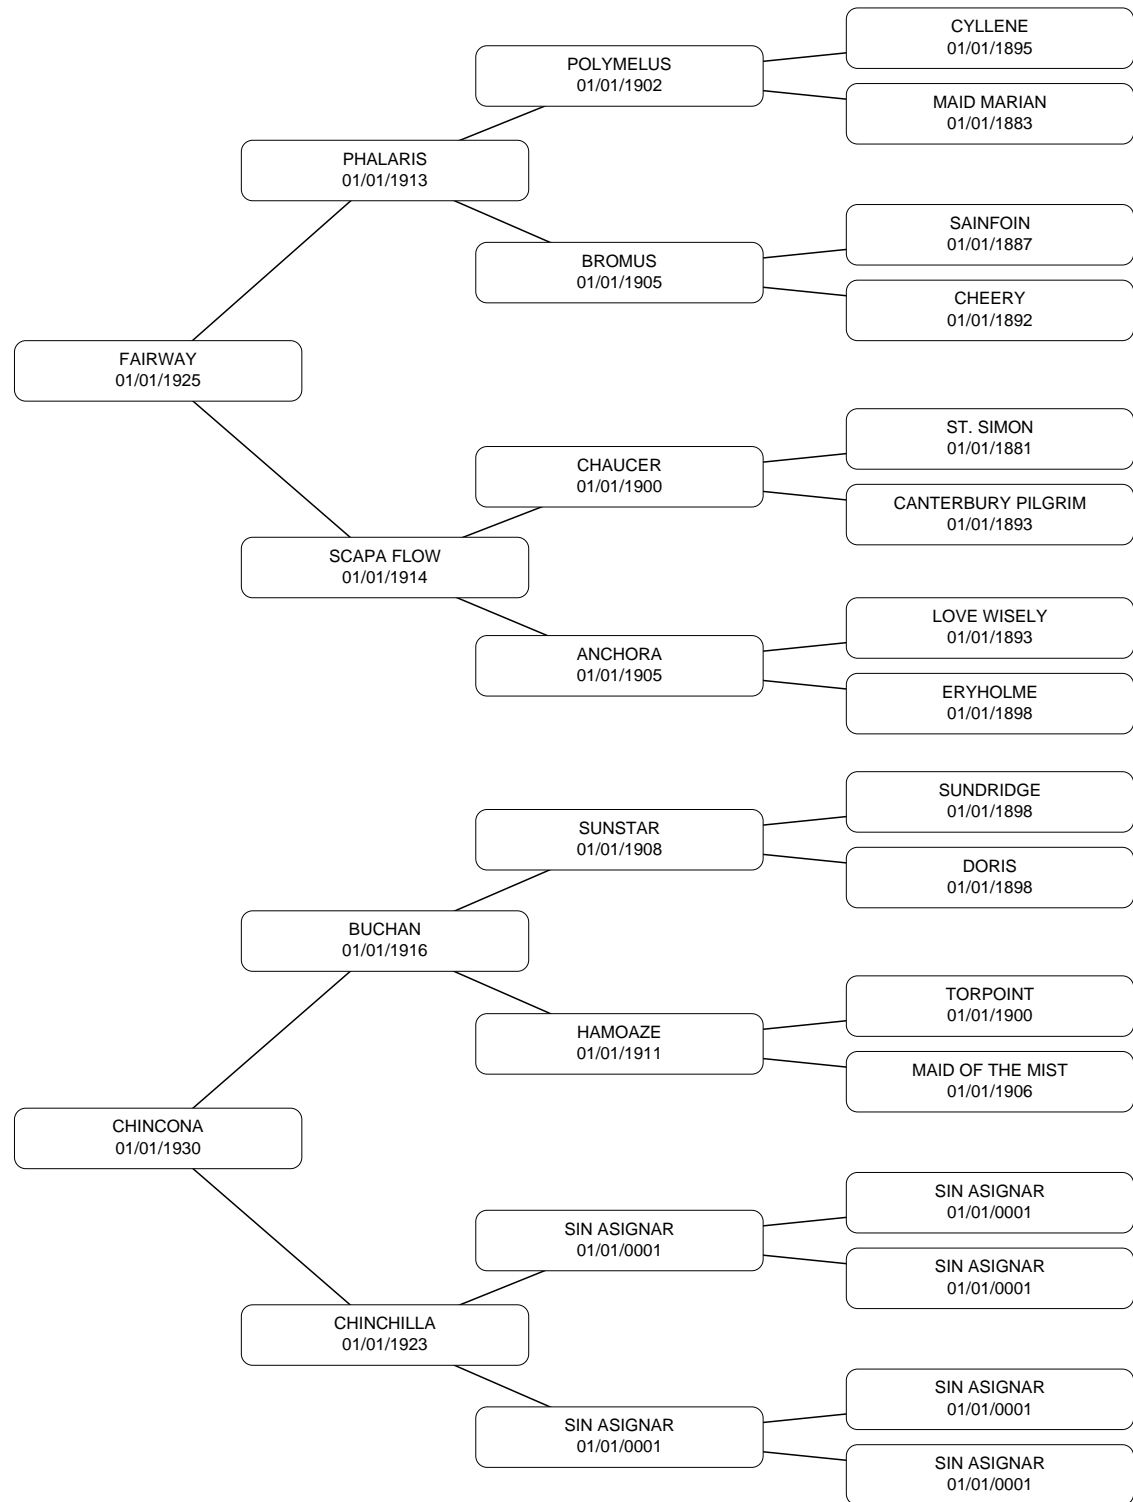 CYLLENE
01/01/1895
POLYMELUS
01/01/1902
MAID MARIAN
01/01/1883
PHALARIS
01/01/1913
SAINFOIN
01/01/1887
BROMUS
01/01/1905
CHEERY
01/01/1892
FAIRWAY
01/01/1925
ST. SIMON
01/01/1881
CHAUCER
01/01/1900
CANTERBURY PILGRIM
01/01/1893
SCAPA FLOW
01/01/1914
LOVE WISELY
01/01/1893
ANCHORA
01/01/1905
ERYHOLME
01/01/1898
SUNDRIDGE
01/01/1898
SUNSTAR
01/01/1908
DORIS
01/01/1898
BUCHAN
01/01/1916
TORPOINT
01/01/1900
HAMOAZE
01/01/1911
MAID OF THE MIST
01/01/1906
CHINCONA
01/01/1930
SIN ASIGNAR
01/01/0001
SIN ASIGNAR
01/01/0001
SIN ASIGNAR
01/01/0001
CHINCHILLA
01/01/1923
SIN ASIGNAR
01/01/0001
SIN ASIGNAR
01/01/0001
SIN ASIGNAR
01/01/0001